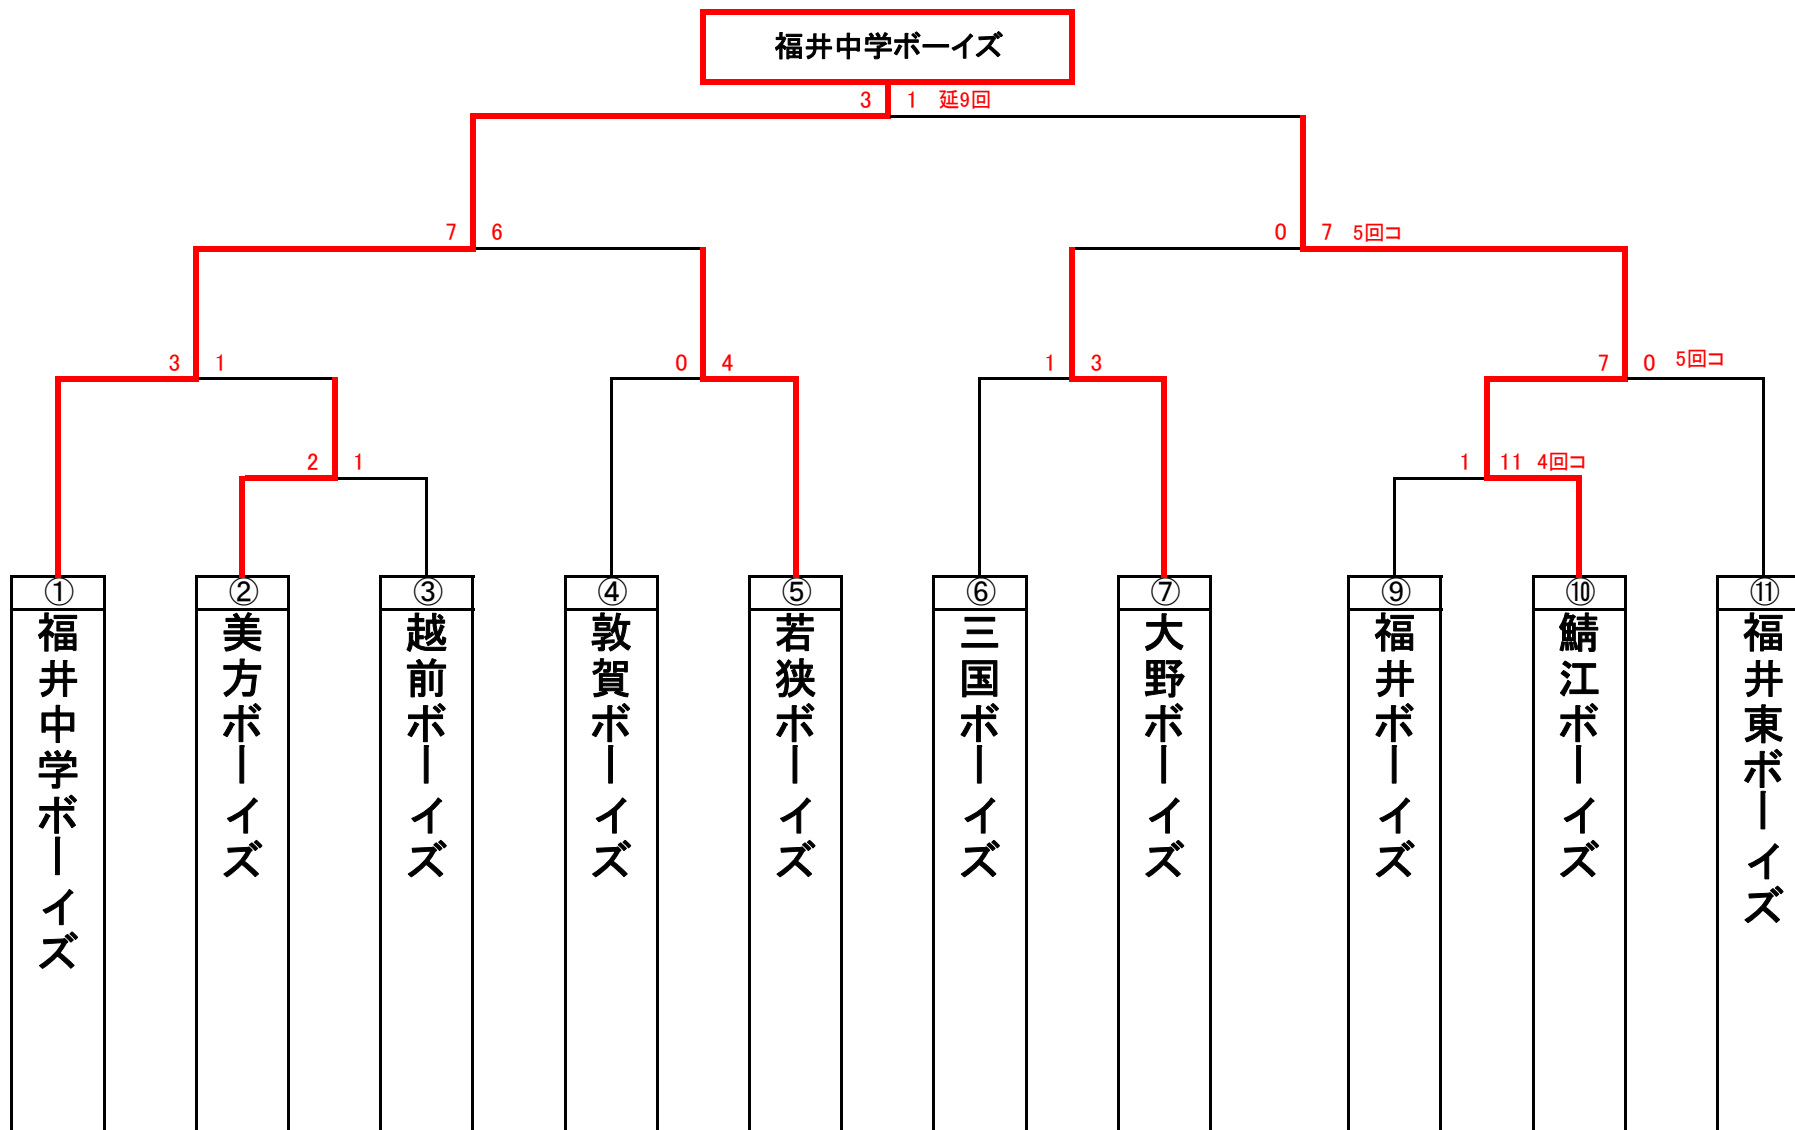 福井中学ボーイズ
3 1 延9回
7 6
0 7 5回コ
3 1
0 4
1 3
7 0 5回コ
2 1
1 11 4回コ
① ② ③ ④ ⑤ ⑥ ⑦ ⑨ ⑩ ⑪
福井中学ボーイズ
美方ボーイズ
越前ボーイズ
敦賀ボーイズ
若狭ボーイズ
三国ボーイズ
大野ボーイズ
福井ボーイズ
鯖江ボーイズ
福井東ボーイズ